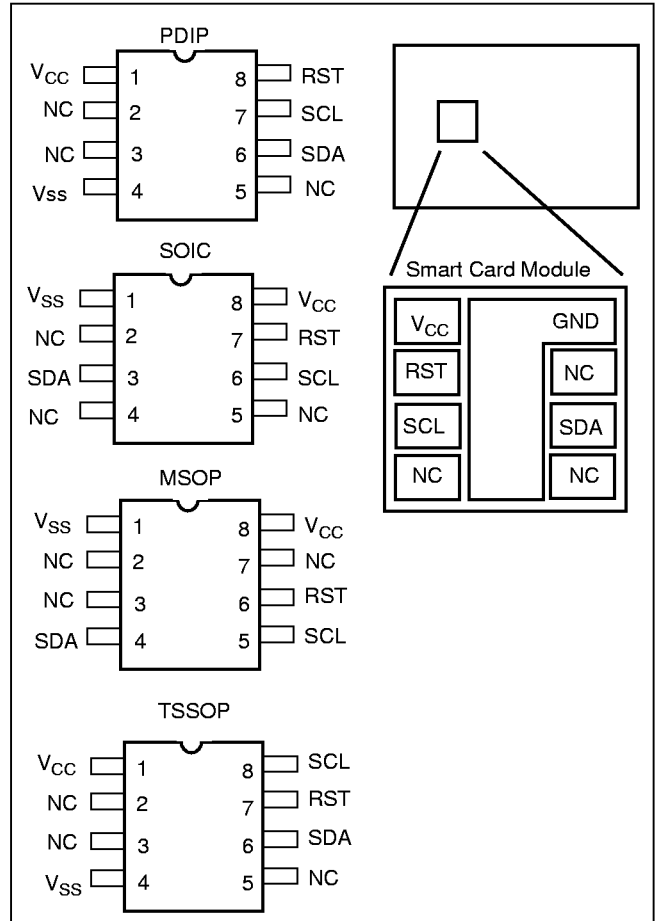 PDIP
VCC 1 8 RST
NC 2 7 SCL
NC 3 6 SDA
Vss 4 5 NC
SOIC
VSS 1 8 VCC
NC 2 7 RST
SDA 3 6 SCL
NC 4 5 NC
MSOP
VSS 1 8 VCC
NC 2 7 NC
NC 3 6 RST
SDA 4 5 SCL
TSSOP
VCC 1 8 SCL
NC 2 7 RST
NC 3 6 SDA
VSS 4 5 NC
Smart Card Module
VCC GND
RST NC
SCL SDA
NC NC